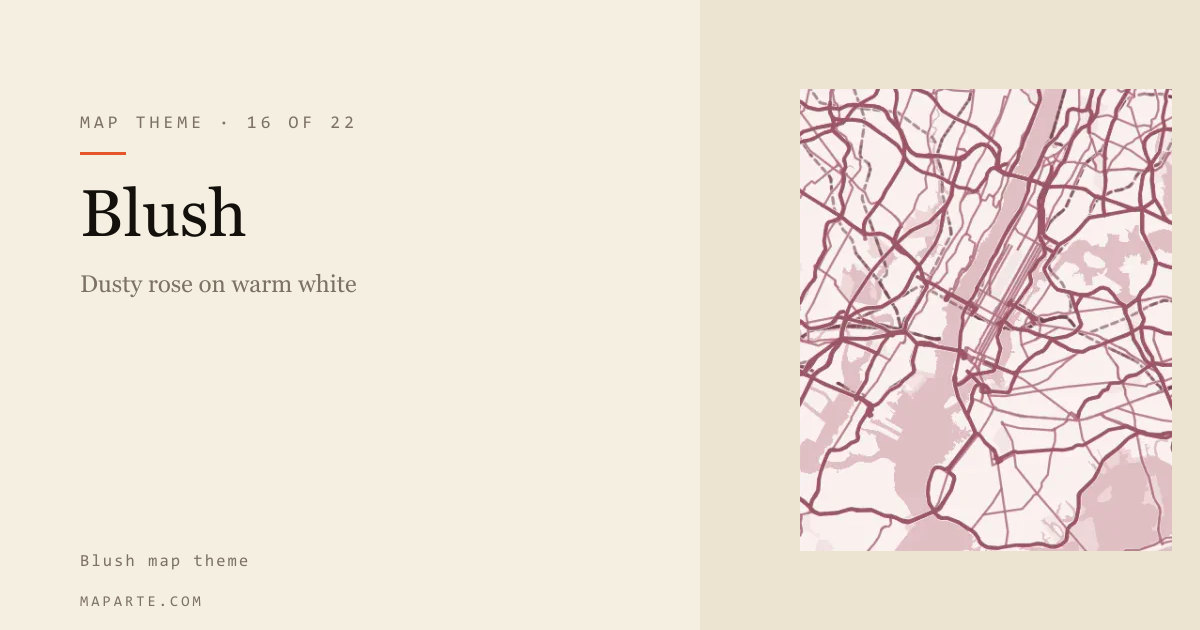 MAP THEME · 16 OF 22
Blush
Dusty rose on warm white
Blush map theme
MAPARTE.COM